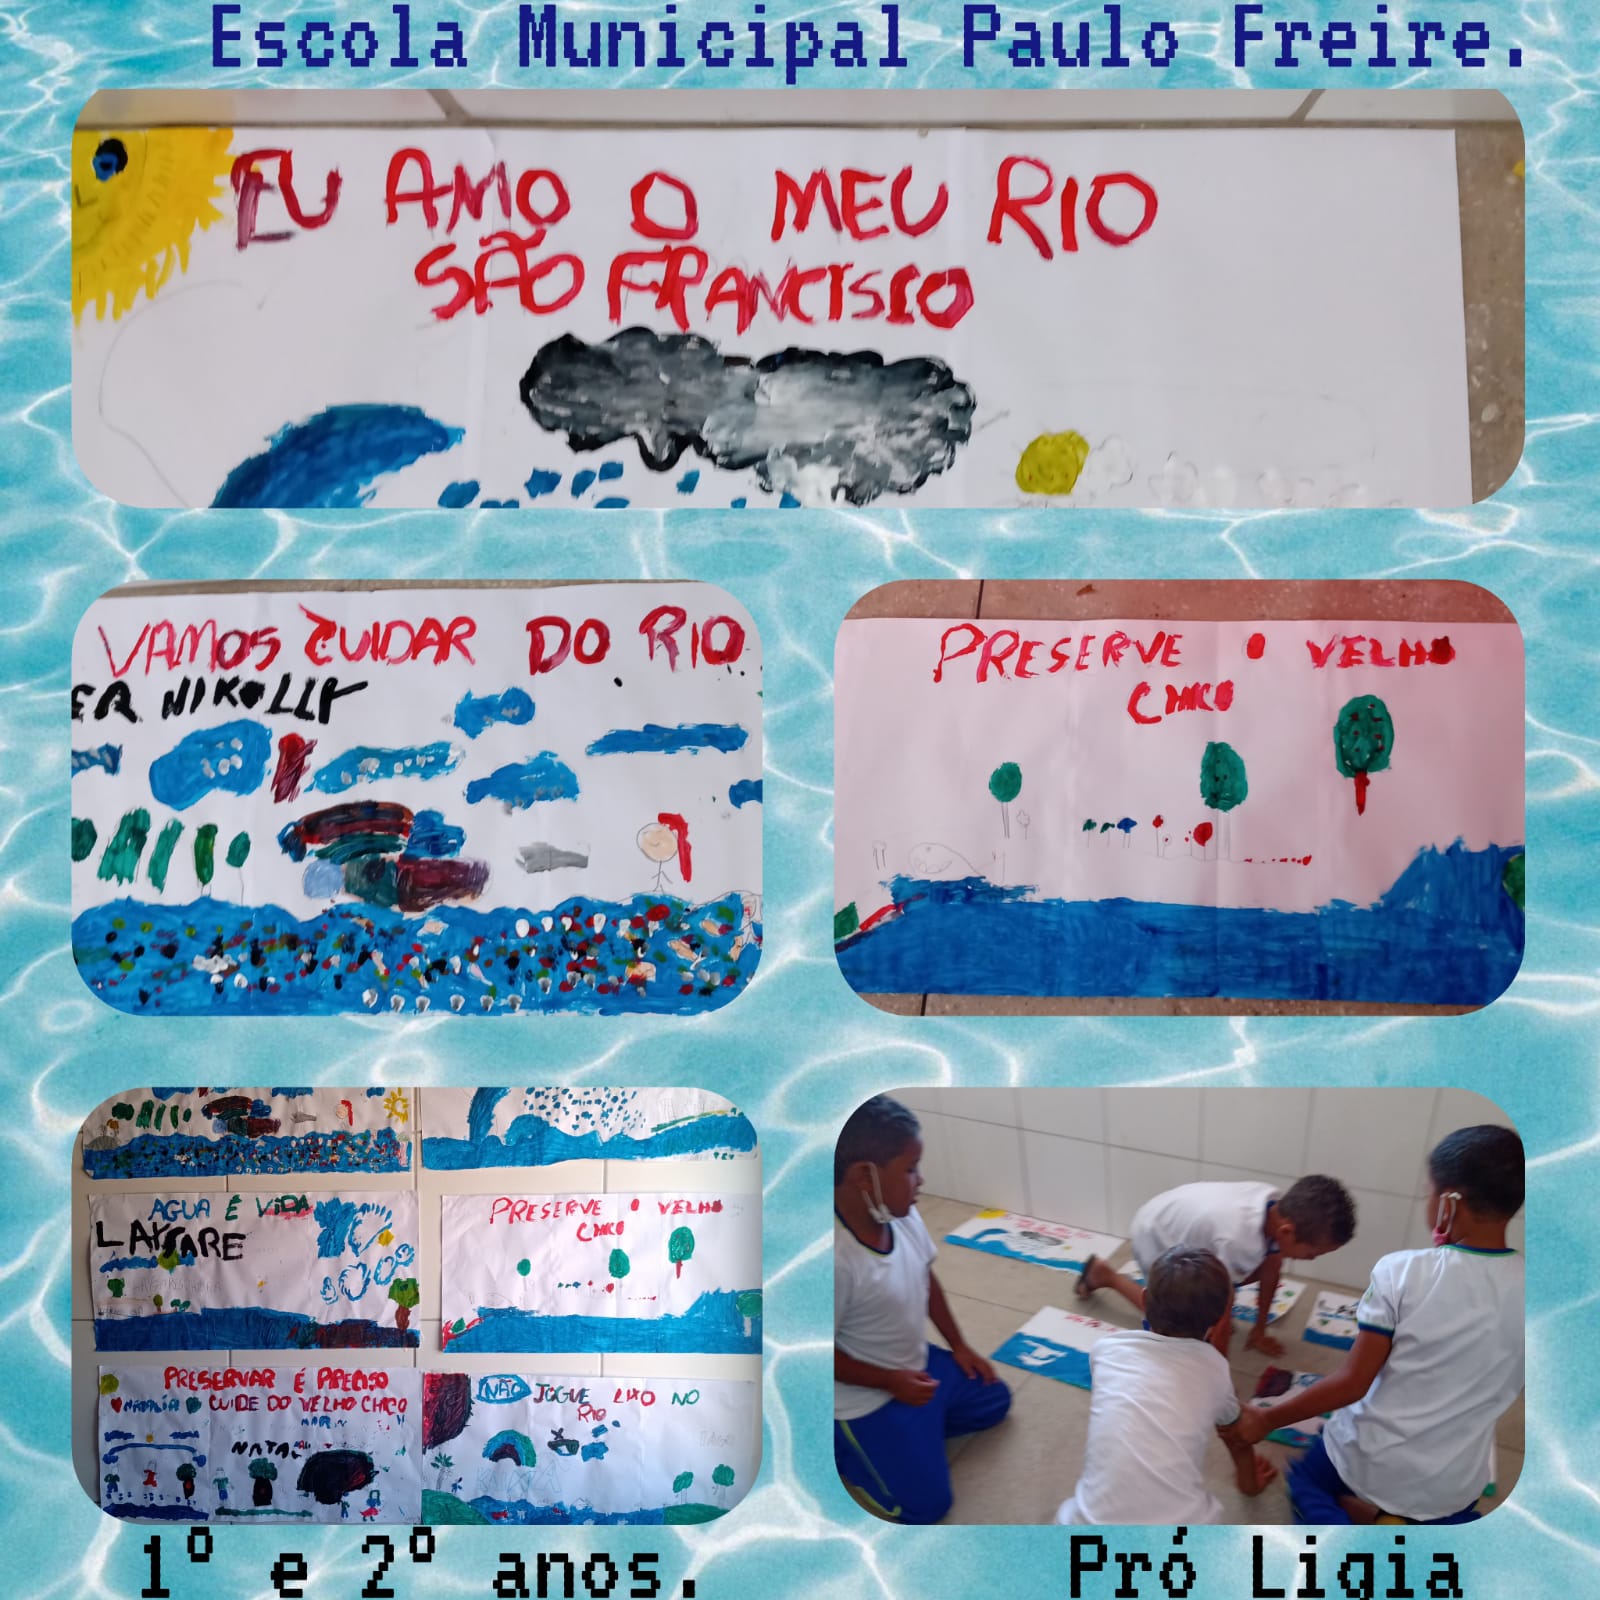 Escola Municipal Paulo Freire.
EU AMO O MEU RIO
SÃO FRANCISCO
VAMOS CUIDAR DO RIO
NIKOLLY
PRESERVE O VELHO
CHICO
AGUA É VIDA
PRESERVE O VELHO
CHICO
PRESERVAR É PRECISO
NATALIA CUIDE DO VELHO CHICO
NATAL
NÃO JOGUE LIXO NO
RIO
1º e 2º anos.
Pró Ligia